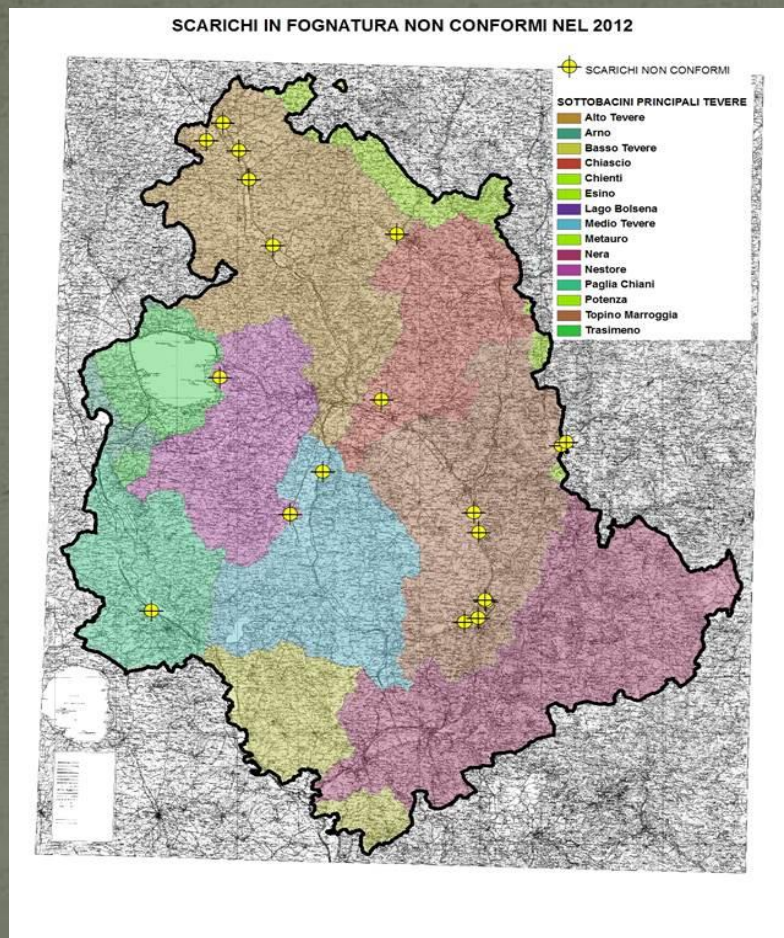 SCARICHI IN FOGNATURA NON CONFORMI NEL 2012
SCARICHI NON CONFORMI
SOTTOBACINI PRINCIPALI TEVERE
Alto Tevere
Arno
Basso Tevere
Chiascio
Chienti
Esino
Lago Bolsena
Medio Tevere
Metauro
Nera
Nestore
Paglia Chiani
Potenza
Topino Marroggia
Trasimeno